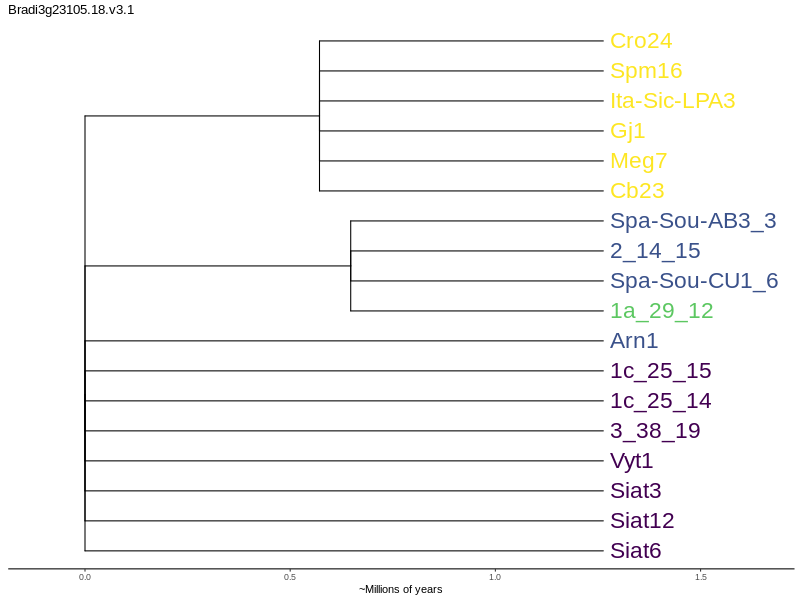 Bradi3g23105.18.v3.1
Cro24
Spm16
Ita-Sic-LPA3
Gj1
Meg7
Cb23
Spa-Sou-AB3_3
2_14_15
Spa-Sou-CU1_6
1a_29_12
Arn1
1c_25_15
1c_25_14
3_38_19
Vyt1
Siat3
Siat12
Siat6
0.0 0.5 1.0 1.5
~Millions of years